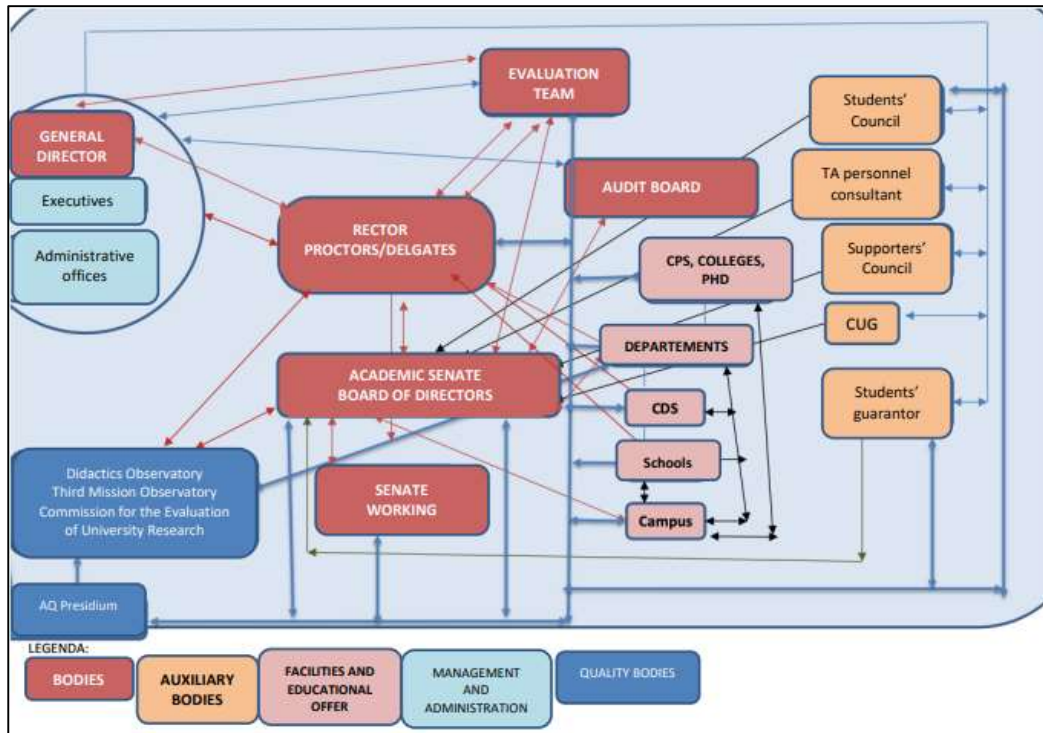 EVALUATION
TEAM
Students'
Council
GENERAL
DIRECTOR
TA personnel
consultant
AUDIT BOARD
Executives
RECTOR
PROCTORS/DELGATES
Supporters'
Council
Administrative
offices
CPS, COLLEGES,
PHD
CUG
DEPARTEMENTS
ACADEMIC SENATE
BOARD OF DIRECTORS
Students'
guarantor
CDS
Didactics Observatory
Third Mission Observatory
Commission for the Evaluation
of University Research
Schools
SENATE
WORKING
Campus
AQ Presidium
LEGENDA:
BODIES
AUXILIARY
BODIES
FACILITIES AND
EDUCATIONAL
OFFER
MANAGEMENT
AND
ADMINISTRATION
QUALITY BODIES